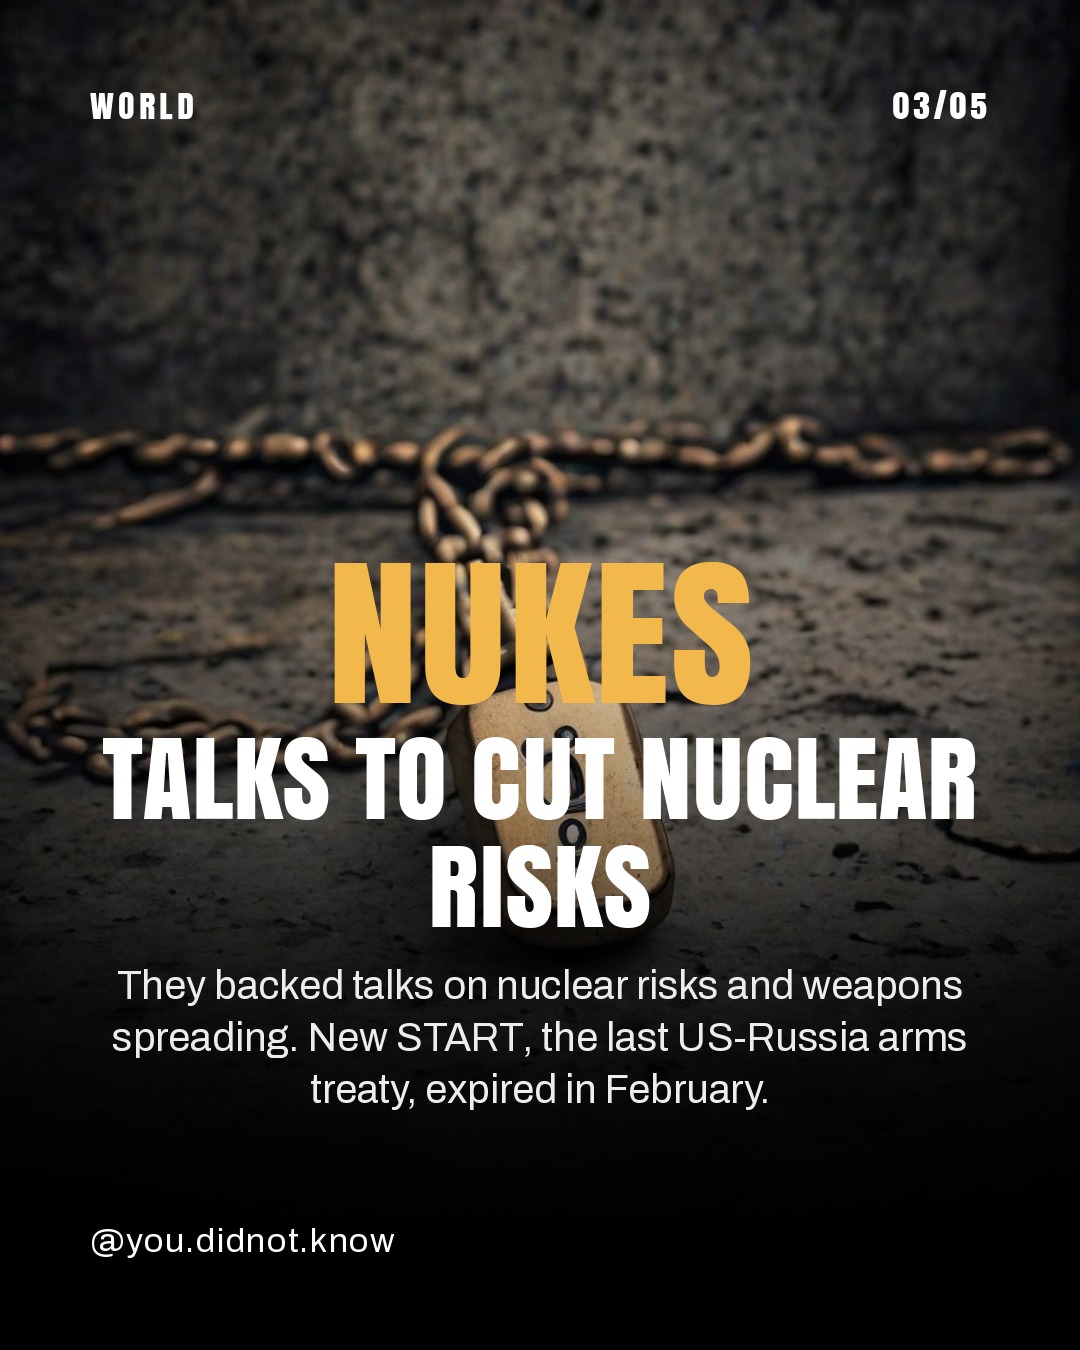 WORLD
03/05
NUKES
TALKS TO CUT NUCLEAR
RISKS
They backed talks on nuclear risks and weapons
spreading. New START, the last US-Russia arms
treaty, expired in February.
@you.didnot.know